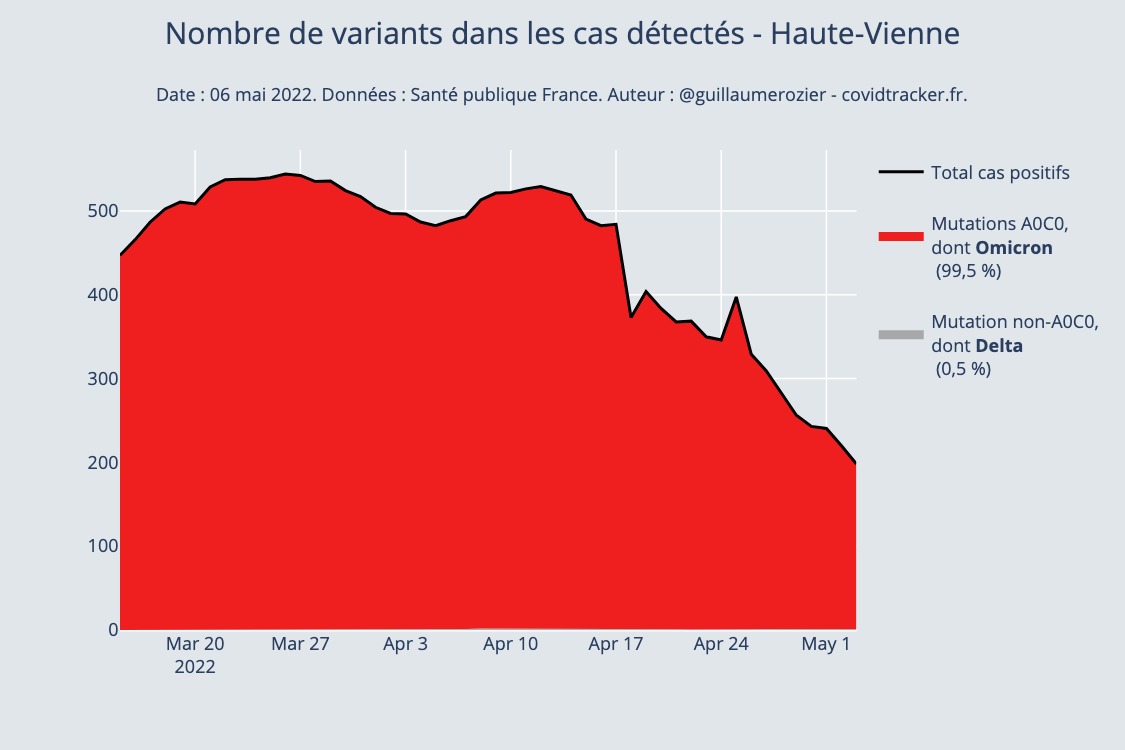 Nombre de variants dans les cas détectés - Haute-Vienne
Date : 06 mai 2022. Données : Santé publique France. Auteur : @guillaumerozier - covidtracker.fr.
Total cas positifs
Mutations A0C0,
dont Omicron
(99,5 %)
Mutation non-A0C0,
dont Delta
(0,5 %)
500
400
300
200
100
0
Mar 20
2022
Mar 27
Apr 3
Apr 10
Apr 17
Apr 24
May 1